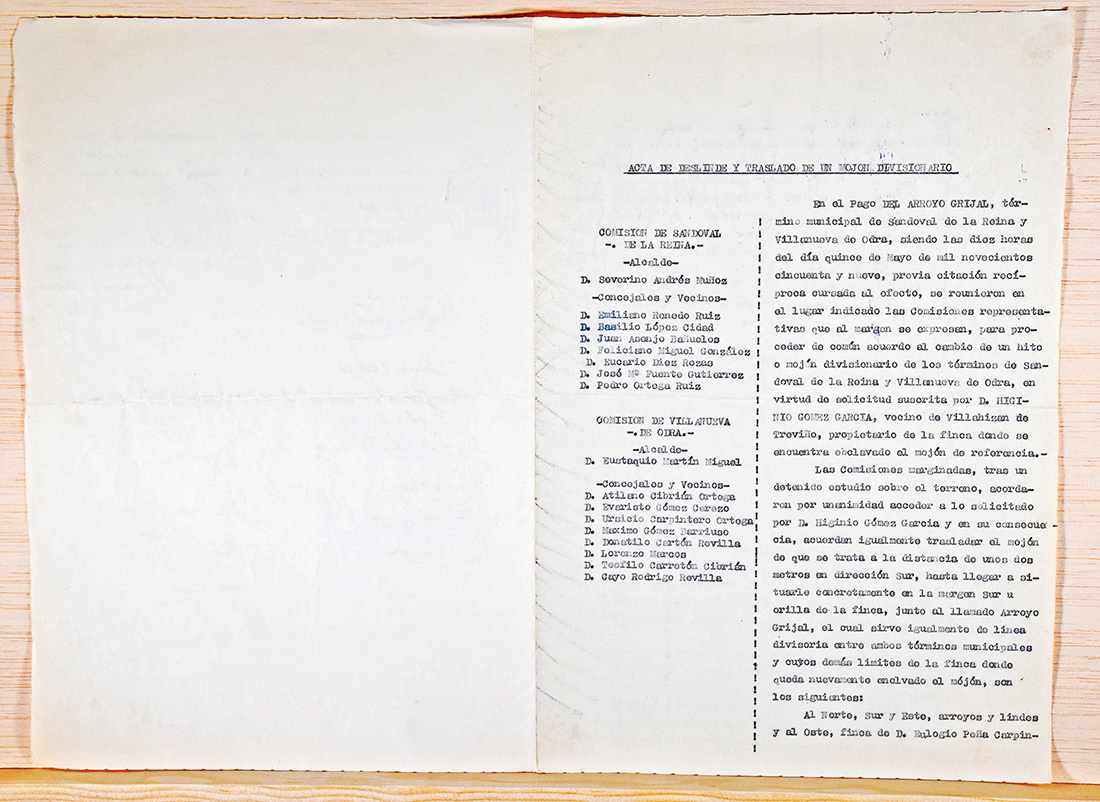 ACTA DE DESLINDE Y TRASLADO DE UN MOJON DIVISIONARIO
COMISION DE SANDOVAL
-. DE LA REINA.-
-Alcalde-
D. Severino Andrés Muñoz
-Concejales y Vecinos-
D. Emiliano Renedo Ruiz
D. Basilio López Cidad
D. Juan Asenjo Bañuelos
D. Feliciano Miguel González
D. Eucario Diez Rozas
D. José Mª Fuente Gutierrez
D. Pedro Ortega Ruiz
COMISION DE VILLANUEVA
-. DE ODRA.-
-Alcalde-
D. Eustaquio Martín Miguel
-Concejales y Vecinos-
D. Atilano Cibrián Ortega
D. Evaristo Gómez Cerezo
D. Ursicio Carpintero Ortega
D. Maximo Gómez Barriuso
D. Donatilo Cartón Revilla
D. Lorenzo Marcos
D. Teofilo Carretón Cibrián
D. Cayo Rodrigo Revilla
En el Pago DEL ARROYO GRIJAL, tér-
mino municipal de Sandoval de la Reina y
Villanueva de Odra, siendo las diez horas
del día quince de Mayo de mil novecientos
cincuenta y nueve, previa citación recí-
proca cursada al efecto, se reunieron en
el lugar indicado las Comisiones representa-
tivas que al margen se expresan, para pro-
ceder de común acuerdo al cambio de un hito
o mojón divisionario de los términos de San-
doval de la Reina y Villanueva de Odra, en
virtud de solicitud suscrita por D. HIGI-
NIO GOMEZ GARCIA, vecino de Villahizan de
Treviño, propietario de la finca donde se
encuentra enclavado el mojón de referencia.-
Las Comisiones marginadas, tras un
detenido estudio sobre el terreno, acorda-
ron por unanimidad acceder a lo solicitado
por D. Higinio Gómez Garcia y en su consecuen-
cia, acuerdan igualmente trasladar el mojón
de que se trata a la distancia de unos dos
metros en dirección Sur, hasta llegar a si-
tuarle concretamente en la margen Sur u
orilla de la finca, junto al llamado Arroyo
Grijal, el cual sirve igualmente de linea
divisoria entre ambos términos municipales
y cutos demás limites de la finca donde
queda nuevamente enclvado el mójón, son
los siguientes:
Al Norte, Sur y Este, arroyos y lindes
y al Oste, finca de D. Eulogio Peña Carpin-